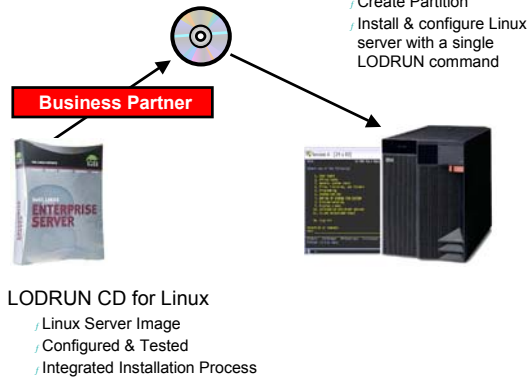 Create Partition
Install & configure Linux
server with a single
LODRUN command
Business Partner
ENTERPRISE
SERVER
LODRUN CD for Linux
Linux Server Image
Configured & Tested
Integrated Installation Process